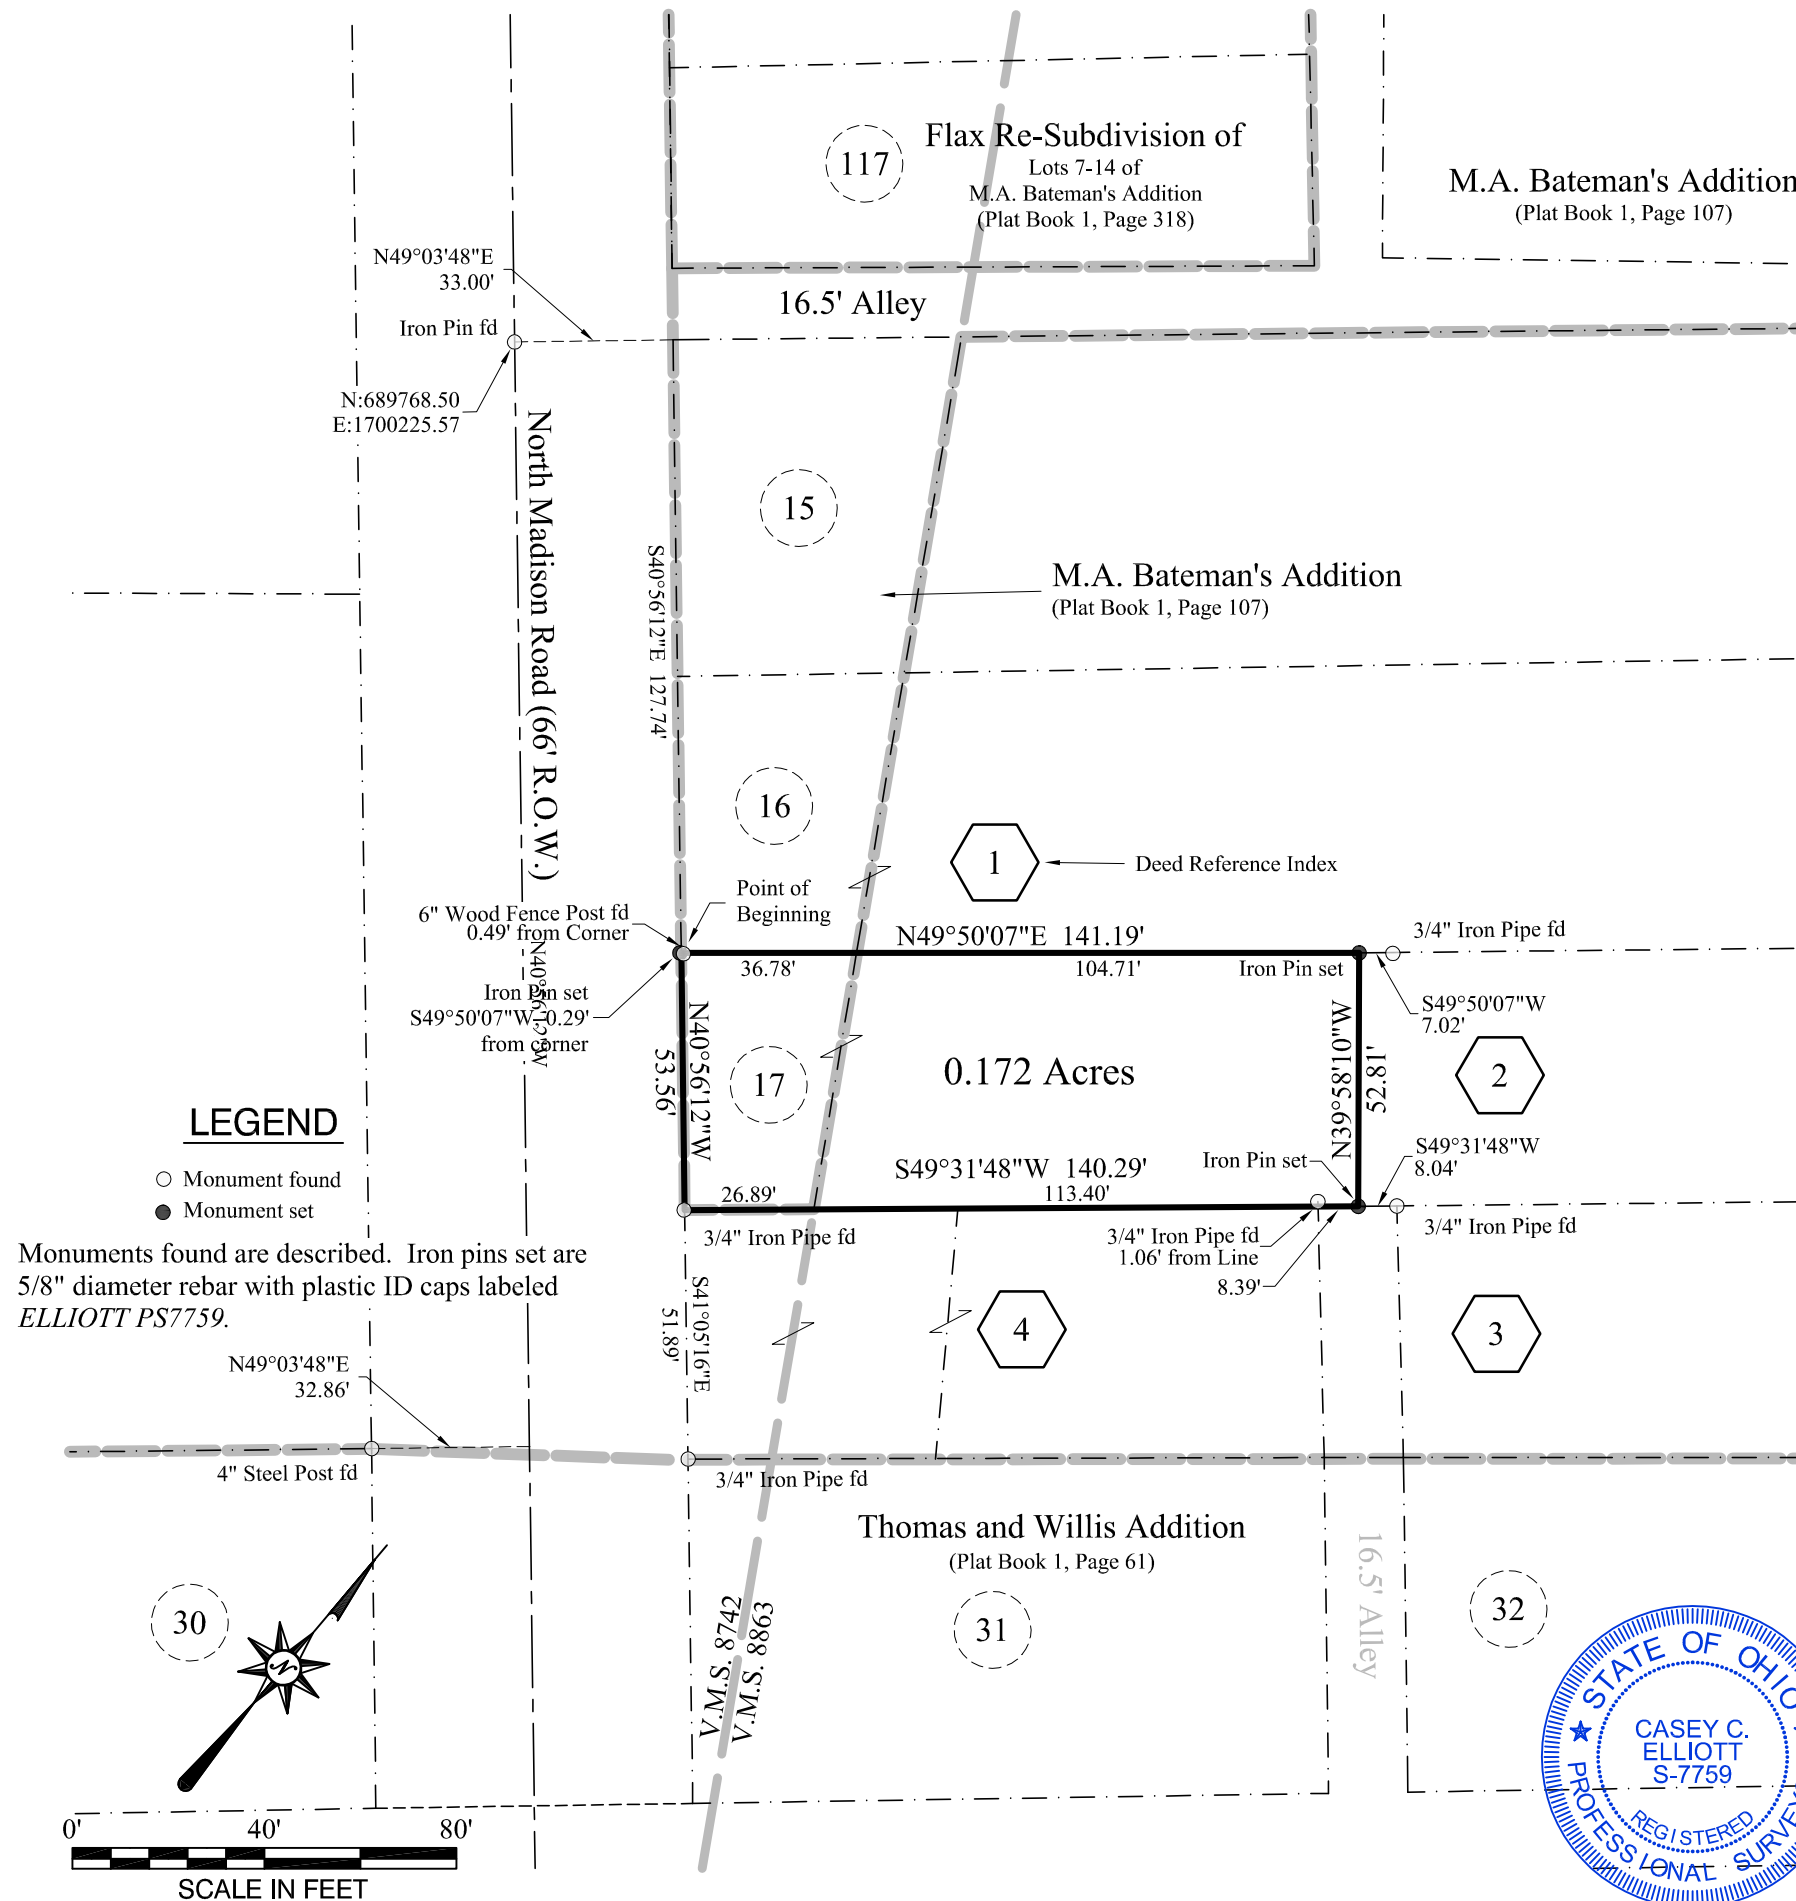 117
Flax Re-Subdivision of
Lots 7-14 of
M.A. Bateman's Addition
(Plat Book 1, Page 318)
M.A. Bateman's Addition
(Plat Book 1, Page 107)
N49°03'48"E
33.00'
16.5' Alley
Iron Pin fd
N:689768.50
E:1700225.57
North Madison Road (66' R.O.W.)
15
S40°56'12"E 127.74'
M.A. Bateman's Addition
(Plat Book 1, Page 107)
16
1
Deed Reference Index
Point of
Beginning
6" Wood Fence Post fd
0.49' from Corner
N40°56'12"W
N49°50'07"E 141.19'
36.78'
104.71'
3/4" Iron Pipe fd
Iron Pin set
Iron Pin set
S49°50'07"W 0.29'
from corner
S49°50'07"W
7.02'
N40°56'12"W
53.56'
17
0.172 Acres
N39°58'10"W
52.81'
2
LEGEND
Monument found
Monument set
S49°31'48"W 140.29'
26.89'
113.40'
Iron Pin set
S49°31'48"W
8.04'
3/4" Iron Pipe fd
3/4" Iron Pipe fd
1.06' from Line
8.39'
3/4" Iron Pipe fd
Monuments found are described. Iron pins set are
5/8" diameter rebar with plastic ID caps labeled
ELLIOTT PS7759.
S41°05'16"E
51.89'
4
3
N49°03'48"E
32.86'
4" Steel Post fd
3/4" Iron Pipe fd
Thomas and Willis Addition
(Plat Book 1, Page 61)
16.5' Alley
30
31
32
V.M.S. 8742
V.M.S. 8863
N
STATE OF OHIO
CASEY C.
ELLIOTT
S-7759
REGISTERED
PROFESSIONAL SURVEY
0' 40' 80'
SCALE IN FEET